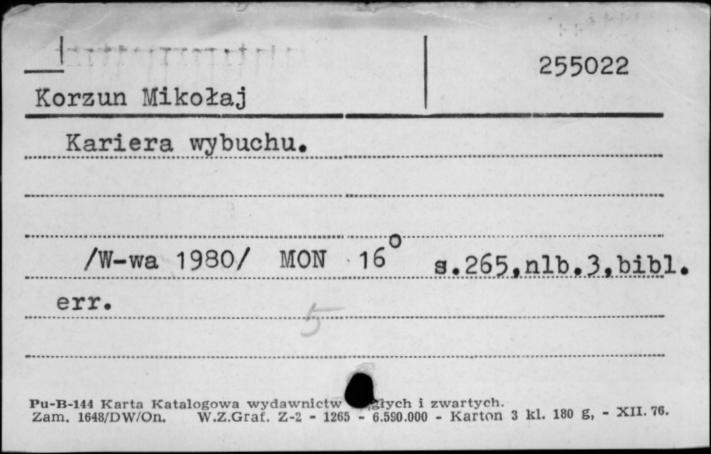 255022
Korzun Mikołaj
Kariera wybuchu.
/W-wa 1980/ MON 16° s.265,nlb.3,bibl.
err.
5
Pu-B-144 Karta Katalogowa wydawnictw i zwartych.
Zam. 1648/DW/On. W.Z.Graf. Z-2 - 1265 - 6.590.000 - Karton 3 kl. 180 g, - XII. 76.